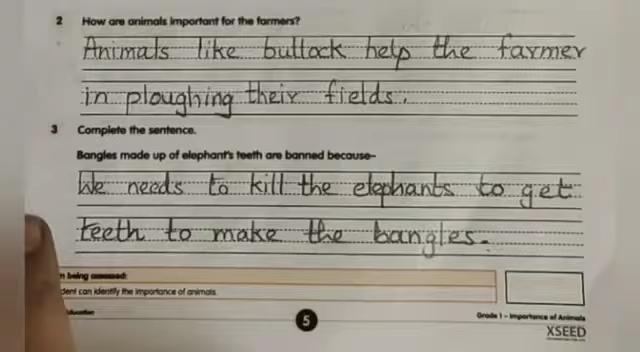 2 How are animals important for the farmers?
Animals like bullock help the farmer
in ploughing their fields.
3 Complete the sentence.
Bangles made up of elephant's teeth are banned because-
We needs to kill the elephants to get
teeth to make the bangles.
n being assessed:
dent can identify the importance of animals.
Education
5
Grade 1 - Importance of Animals
XSEED